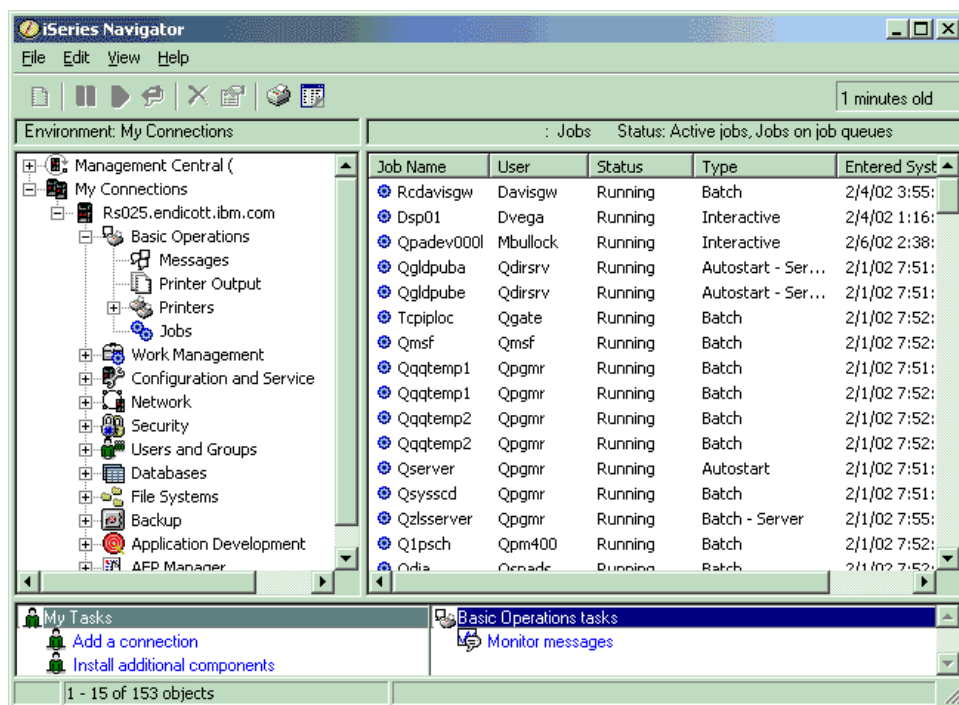 iSeries Navigator
File Edit View Help
1 minutes old
Environment: My Connections
: Jobs Status: Active jobs, Jobs on job queues
Management Central (
My Connections
Rs025.endicott.ibm.com
Basic Operations
Messages
Printer Output
Printers
Jobs
Work Management
Configuration and Service
Network
Security
Users and Groups
Databases
File Systems
Backup
Application Development
AFP Manager
Job Name User Status Type Entered Syst
Rcdavisgw Davisgw Running Batch 2/4/02 3:55:
Dsp01 Dvega Running Interactive 2/4/02 1:16:
Qpadev000l Mbullock Running Interactive 2/6/02 2:38:
Qgldpuba Qdirsrv Running Autostart - Ser... 2/1/02 7:51:
Qgldpube Qdirsrv Running Autostart - Ser... 2/1/02 7:51:
Tcpiploc Qgate Running Batch 2/1/02 7:52:
Qmsf Qmsf Running Batch 2/1/02 7:52:
Qqqtemp1 Qpgmr Running Batch 2/1/02 7:51:
Qqqtemp1 Qpgmr Running Batch 2/1/02 7:52:
Qqqtemp2 Qpgmr Running Batch 2/1/02 7:52:
Qqqtemp2 Qpgmr Running Batch 2/1/02 7:52:
Qserver Qpgmr Running Autostart 2/1/02 7:51:
Qsysscd Qpgmr Running Batch 2/1/02 7:51:
Qzlsserver Qpgmr Running Batch - Server 2/1/02 7:55:
Q1psch Qpm400 Running Batch 2/1/02 7:52:
Qdia Qsnads Running Batch 2/1/02 7:52:
My Tasks
Add a connection
Install additional components
Basic Operations tasks
Monitor messages
1 - 15 of 153 objects